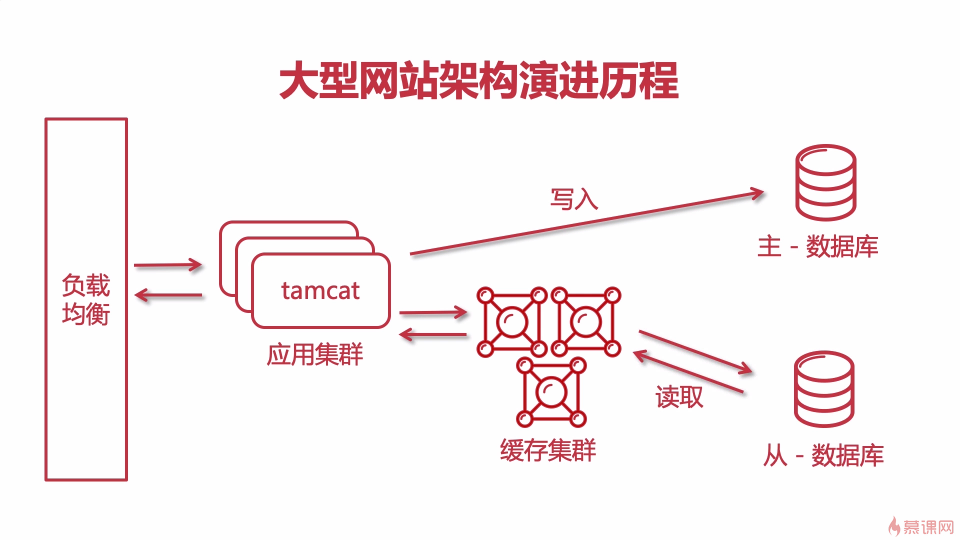 大型网站架构演进历程
负载
均衡
tamcat
应用集群
写入
主 - 数据库
缓存集群
读取
从 - 数据库
慕课网